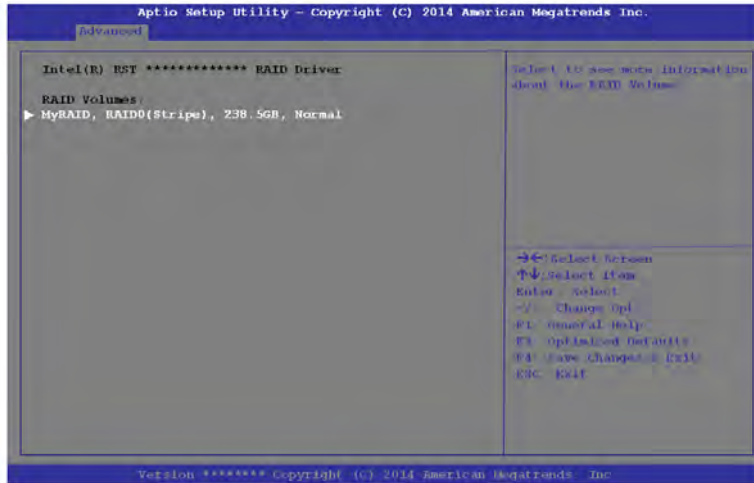 Aptio Setup Utility – Copyright (C) 2014 American Megatrends Inc.
Advanced
Intel(R) RST ************* RAID Driver
RAID Volumes:
MyRAID, RAID0(Stripe), 238.5GB, Normal
Select to see more information
about the RAID Volume
→←:Select Screen
↑↓:Select Item
Enter: Select
Change Opt
F1: General Help
F3: Optimized Defaults
F4: Save Changes & Exit
ESC: Exit
Version ******** Copyright (C) 2014 American Megatrends Inc